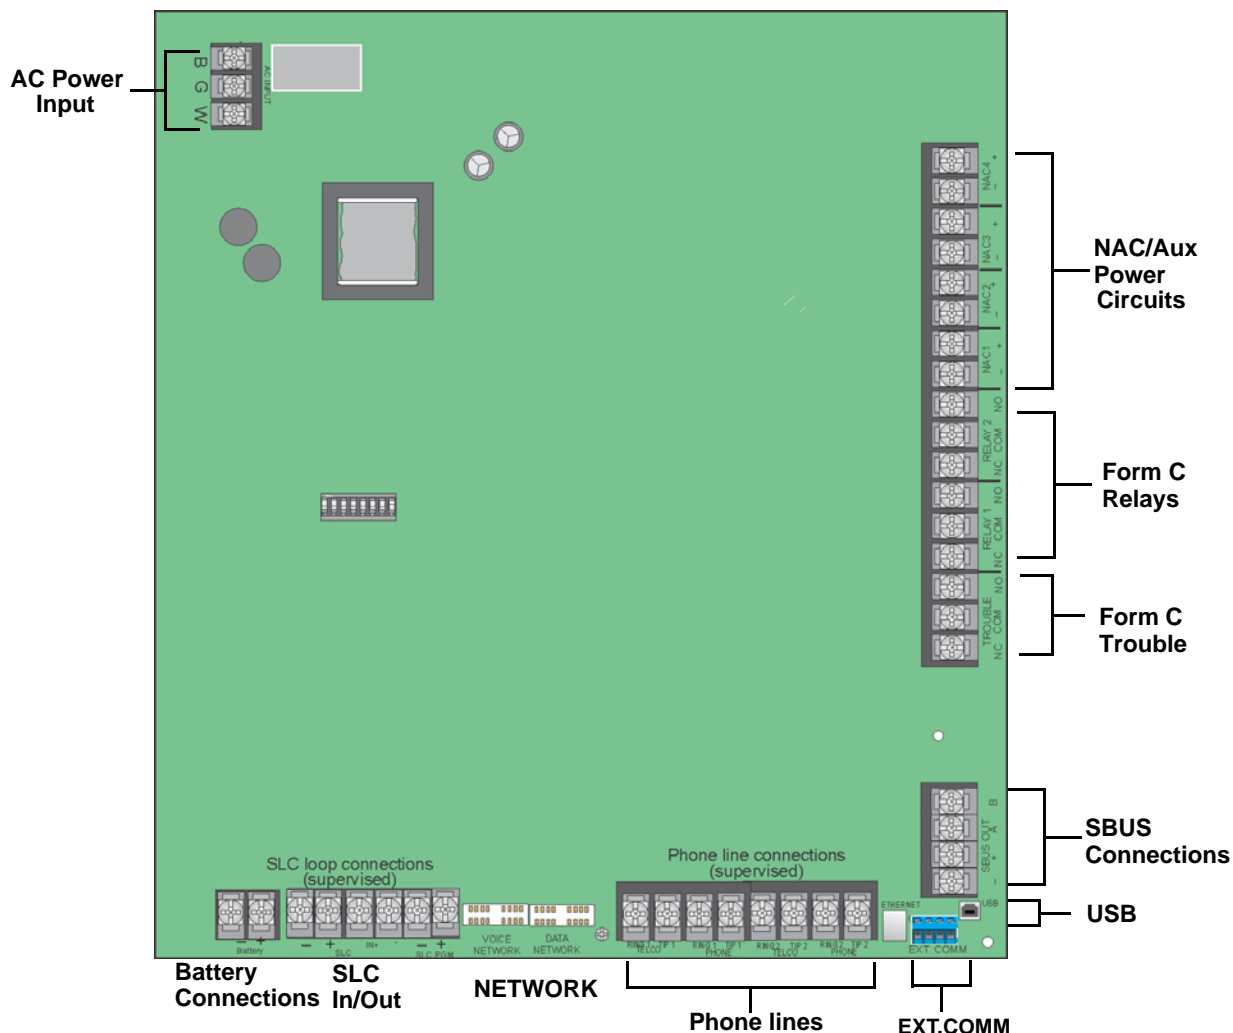 AC Power
Input
B
G
W
AC INPUT
NAC4
+
−
NAC3
+
−
NAC2
+
−
NAC1
+
−
NAC/Aux
Power
Circuits
RELAY 2
NO
COM
NC
RELAY 1
NO
COM
NC
Form C
Relays
TROUBLE
NO
COM
NC
Form C
Trouble
SBUS OUT
B
A
+
−
SBUS
Connections
USB
USB
SLC loop connections
(supervised)
Phone line connections
(supervised)
− +
Battery
− + IN+ - − +
SLC SLC PGM
VOICE
NETWORK
DATA
NETWORK
RING 1 TIP 1 RING 1 TIP 1 RING 2 TIP 2 RING 2 TIP 2
TELCO PHONE TELCO PHONE
ETHERNET
EXT. COMM
Battery
Connections
SLC
In/Out
NETWORK
Phone lines
EXT.COMM